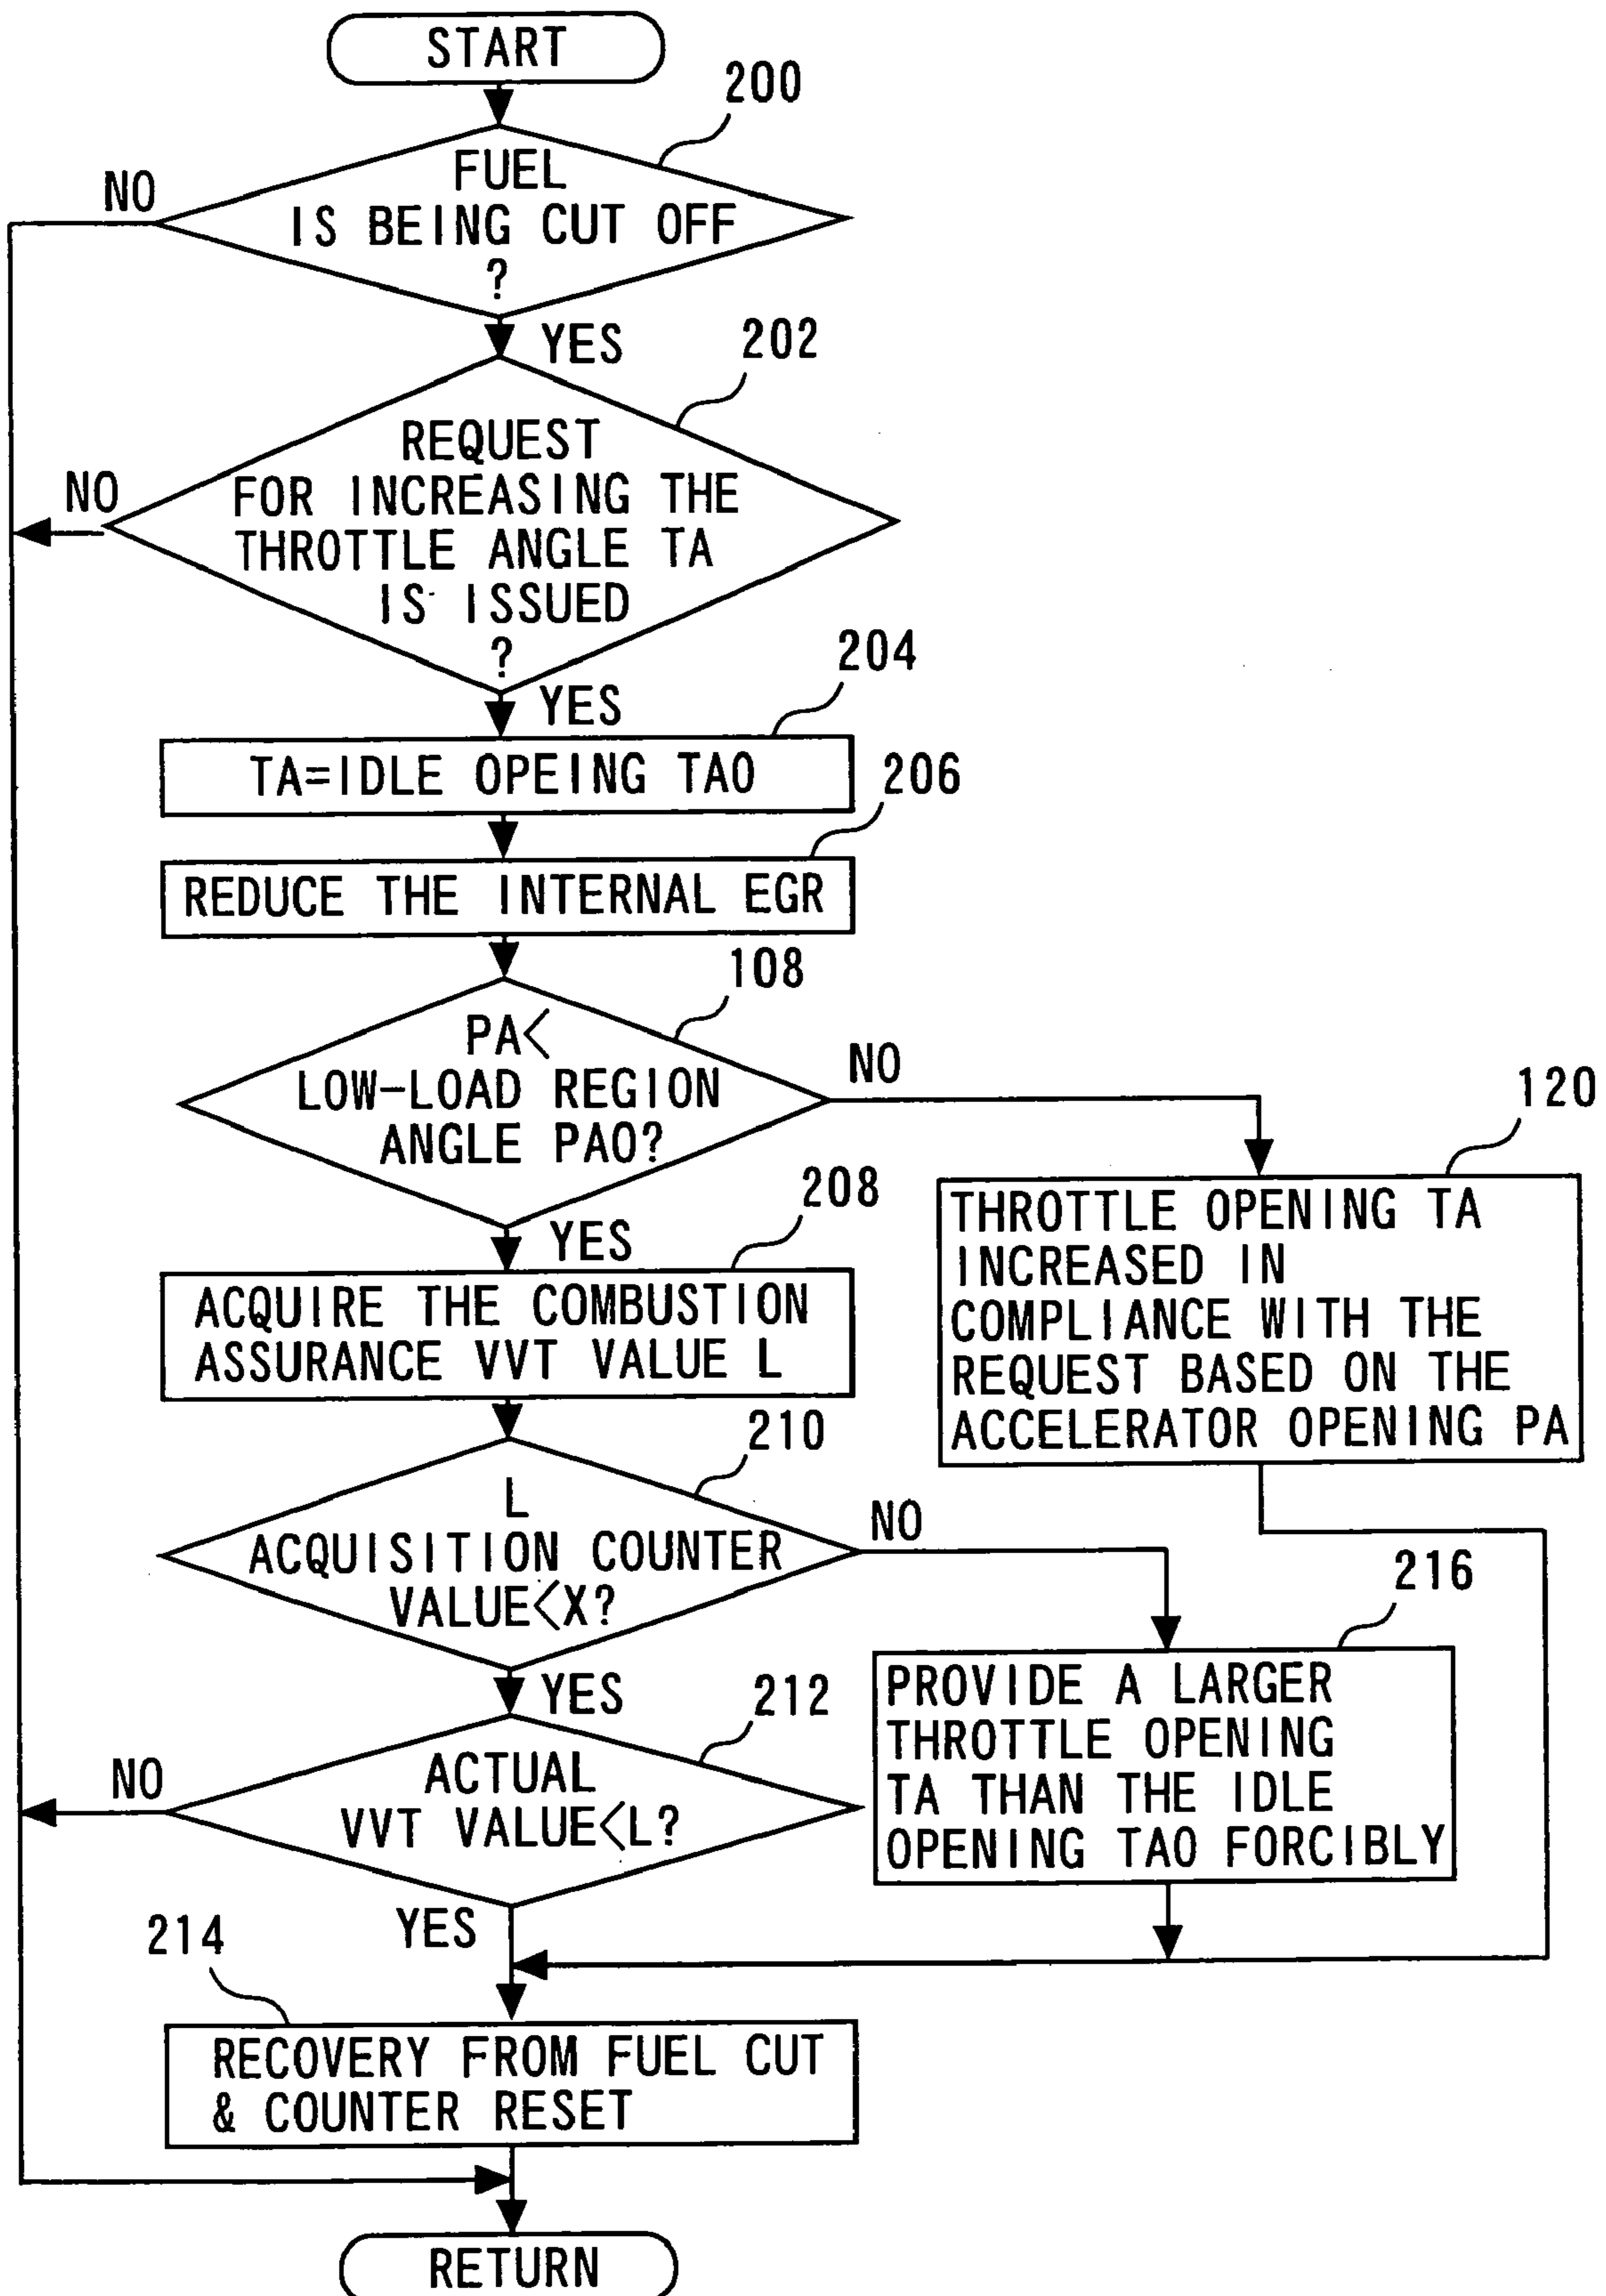 START
200
FUEL
IS BEING CUT OFF
?
NO
YES
202
REQUEST
FOR INCREASING THE
THROTTLE ANGLE TA
IS ISSUED
?
NO
YES
204
TA=IDLE OPEING TA0
206
REDUCE THE INTERNAL EGR
108
PA<
LOW-LOAD REGION
ANGLE PA0?
NO
YES
120
THROTTLE OPENING TA
INCREASED IN
COMPLIANCE WITH THE
REQUEST BASED ON THE
ACCELERATOR OPENING PA
208
ACQUIRE THE COMBUSTION
ASSURANCE VVT VALUE L
210
L
ACQUISITION COUNTER
VALUE<X?
NO
YES
216
PROVIDE A LARGER
THROTTLE OPENING
TA THAN THE IDLE
OPENING TA0 FORCIBLY
212
ACTUAL
VVT VALUE<L?
NO
YES
214
RECOVERY FROM FUEL CUT
& COUNTER RESET
RETURN